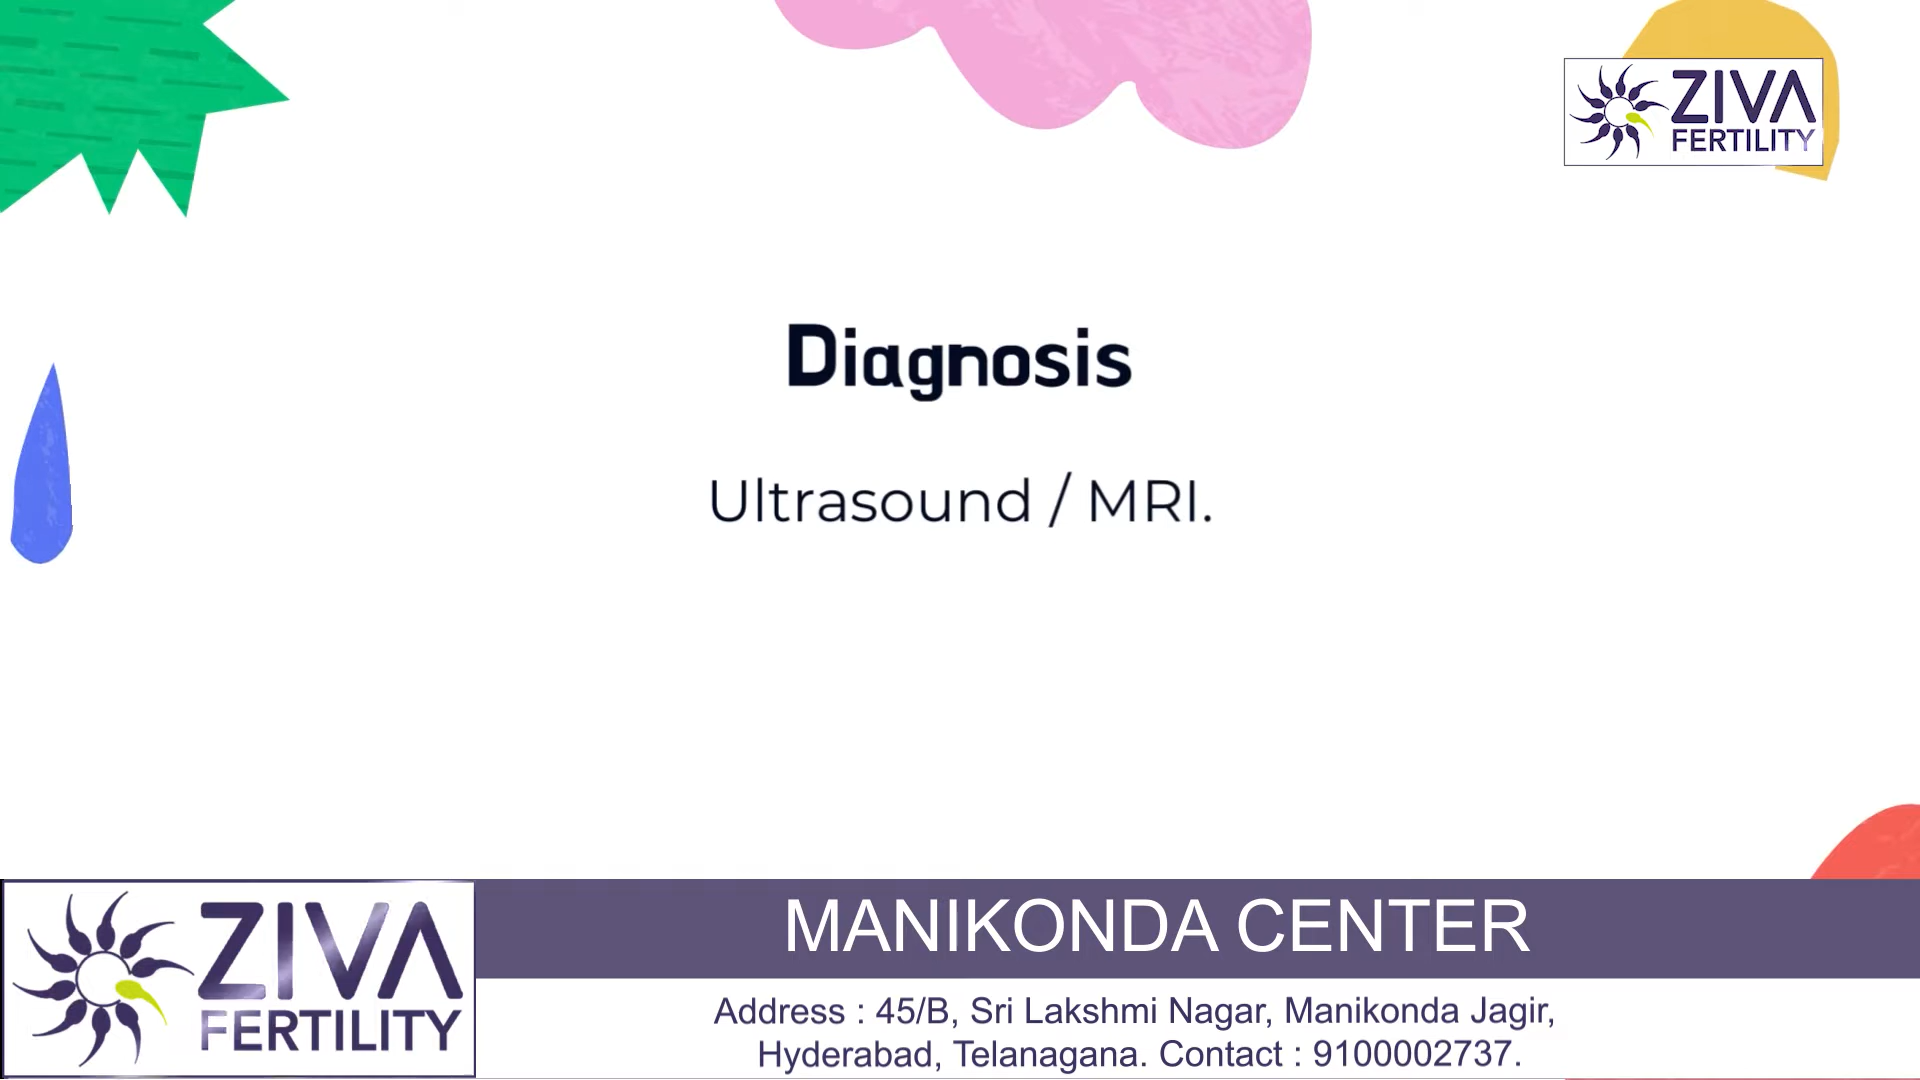 ZIVA
FERTILITY
Diagnosis
Ultrasound / MRI.
ZIVA
FERTILITY
MANIKONDA CENTER
Address : 45/B, Sri Lakshmi Nagar, Manikonda Jagir,
Hyderabad, Telanagana. Contact : 9100002737.